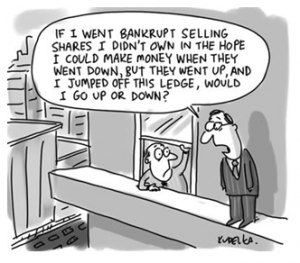 IF I WENT BANKRUPT SELLING
SHARES I DIDN'T OWN IN THE HOPE
I COULD MAKE MONEY WHEN THEY
WENT DOWN, BUT THEY WENT UP, AND
I JUMPED OFF THIS LEDGE, WOULD
I GO UP OR DOWN?
KUDELKA.